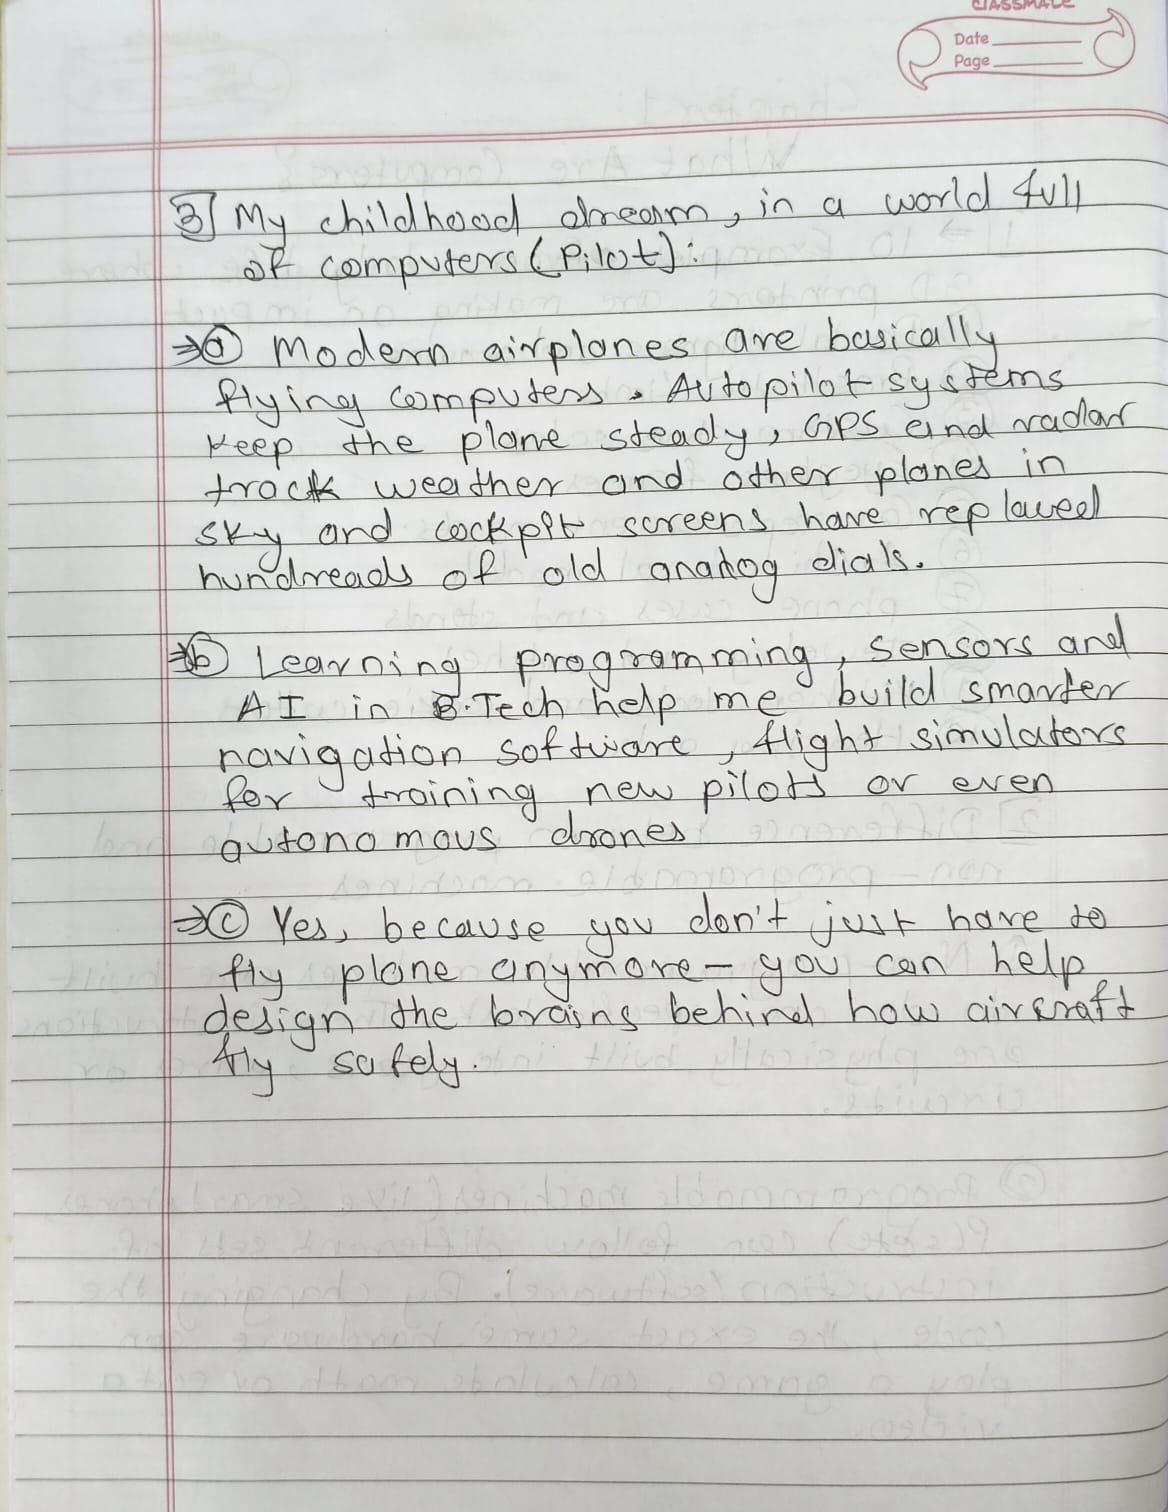 CLASSMATE
Date
Page
3] My childhood dream, in a world full
of computers (Pilot):
⇒ⓐ Modern airplanes are basically
flying computers. Autopilot systems
keep the plane steady, GPS and radar
track weather and other planes in
sky and cockpit screens have replaced
hundreads of old analog dials.
⇒ⓑ Learning programming, sensors and
AI in B.Tech help me build smarter
navigation software, flight simulators
for training new pilots or even
autonomous drones
⇒ⓒ Yes, because you don't just have to
fly plane anymore – you can help
design the brains behind how aircraft
fly safely.